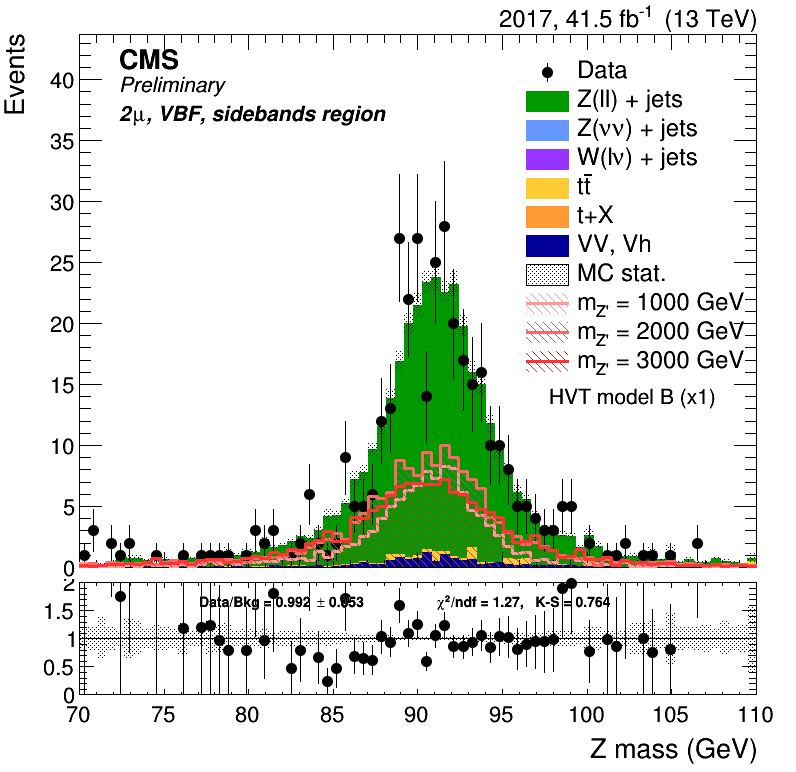 2017, 41.5 fb⁻¹ (13 TeV)
Events
CMS
Preliminary
2μ, VBF, sidebands region
Data
Z(ll) + jets
Z(νν) + jets
W(lν) + jets
tt̄
t+X
VV, Vh
MC stat.
m_Z' = 1000 GeV
m_Z' = 2000 GeV
m_Z' = 3000 GeV
HVT model B (x1)
40
35
30
25
20
15
10
5
0
Data/Bkg = 0.992 ± 0.053 χ²/ndf = 1.27, K-S = 0.764
2
1.5
1
0.5
0
70 75 80 85 90 95 100 105 110
Z mass (GeV)